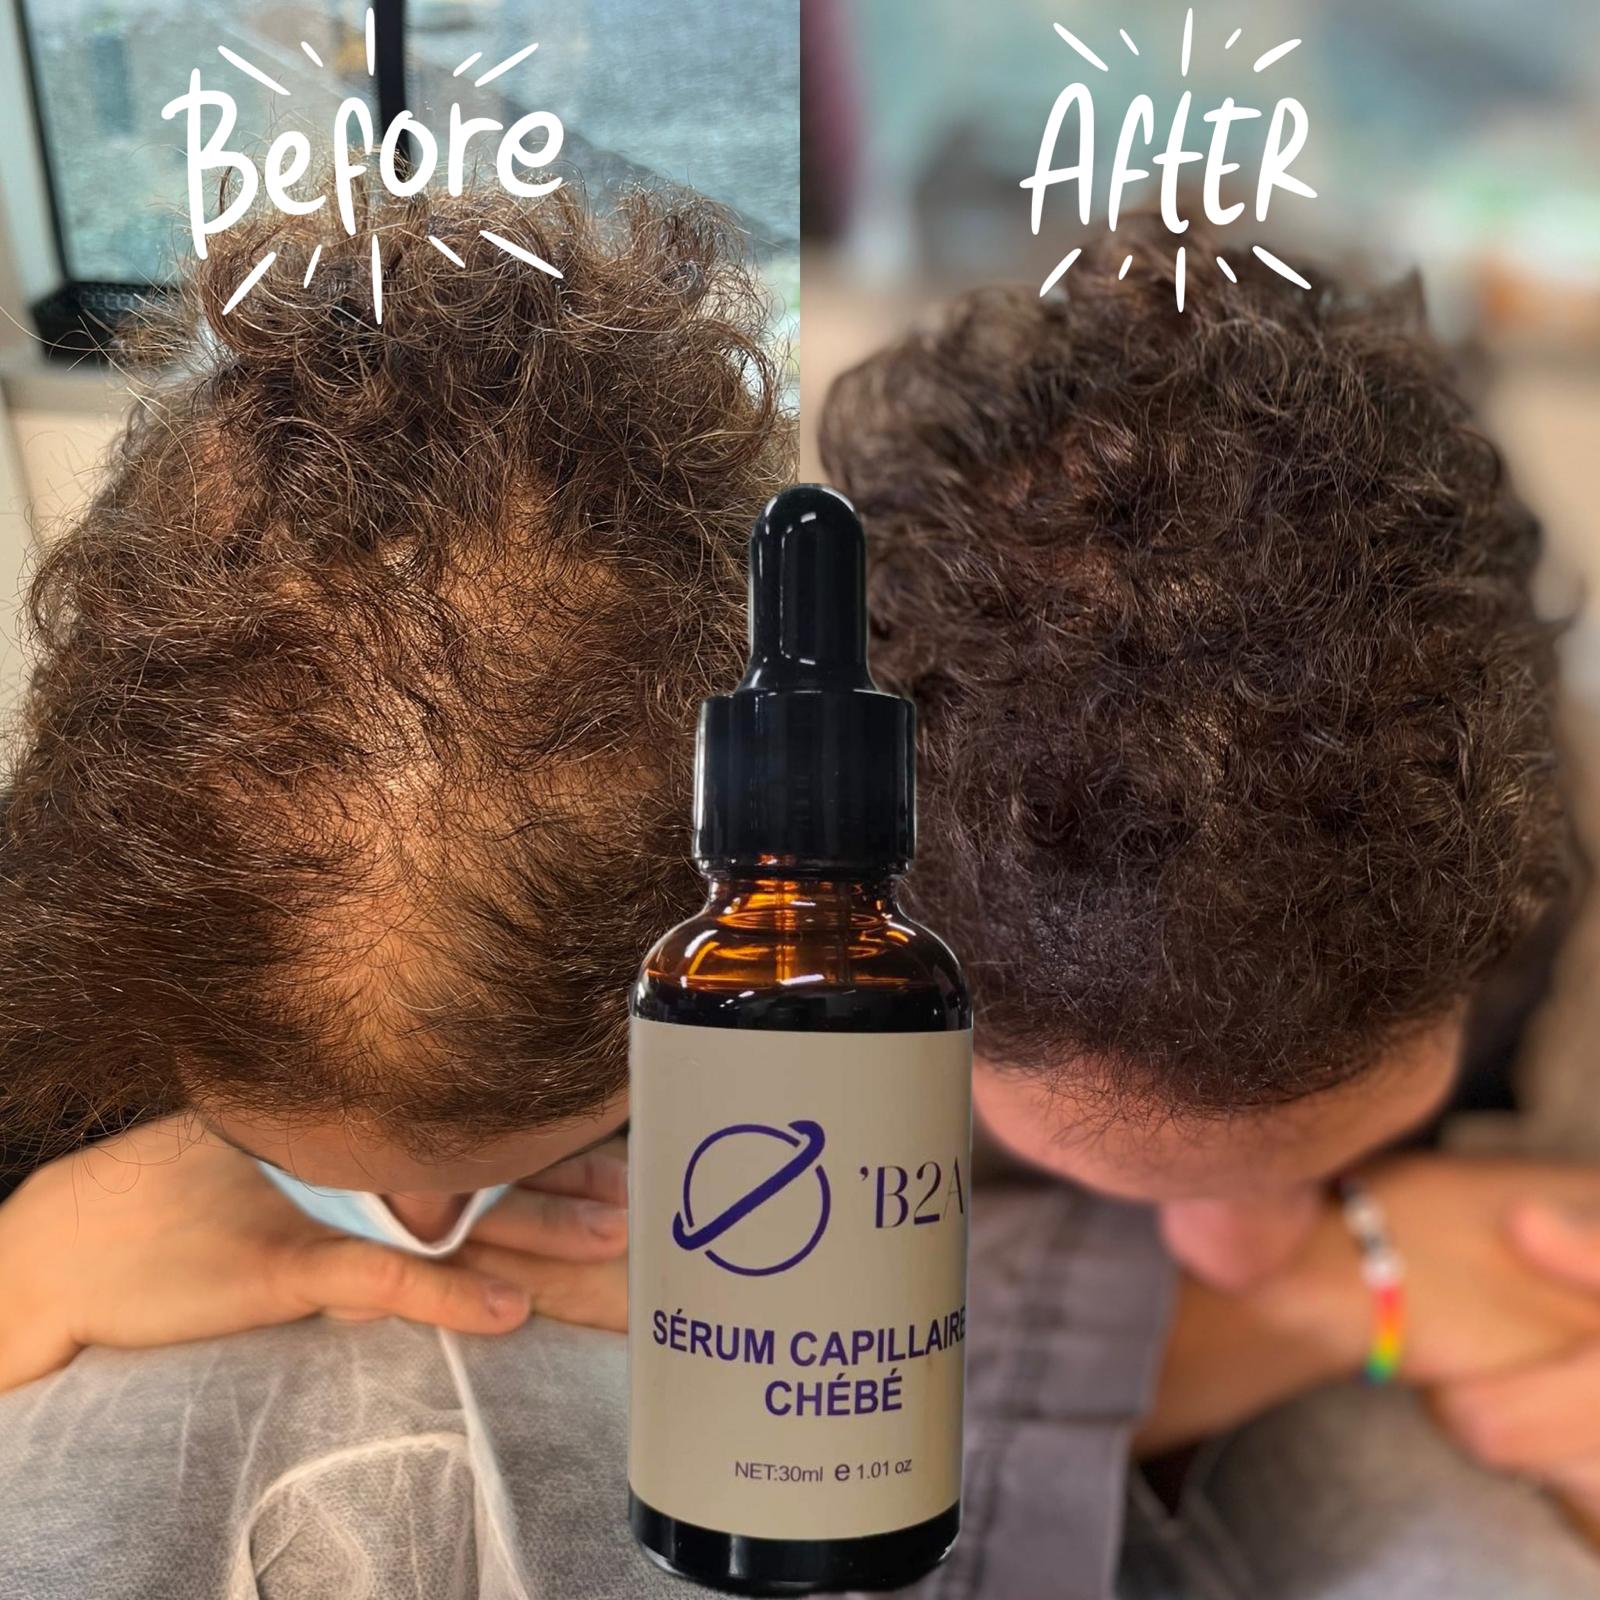 Before
AfTER
'B2A
SÉRUM CAPILLAIRE
CHÉBÉ
NET:30ml e 1.01 oz